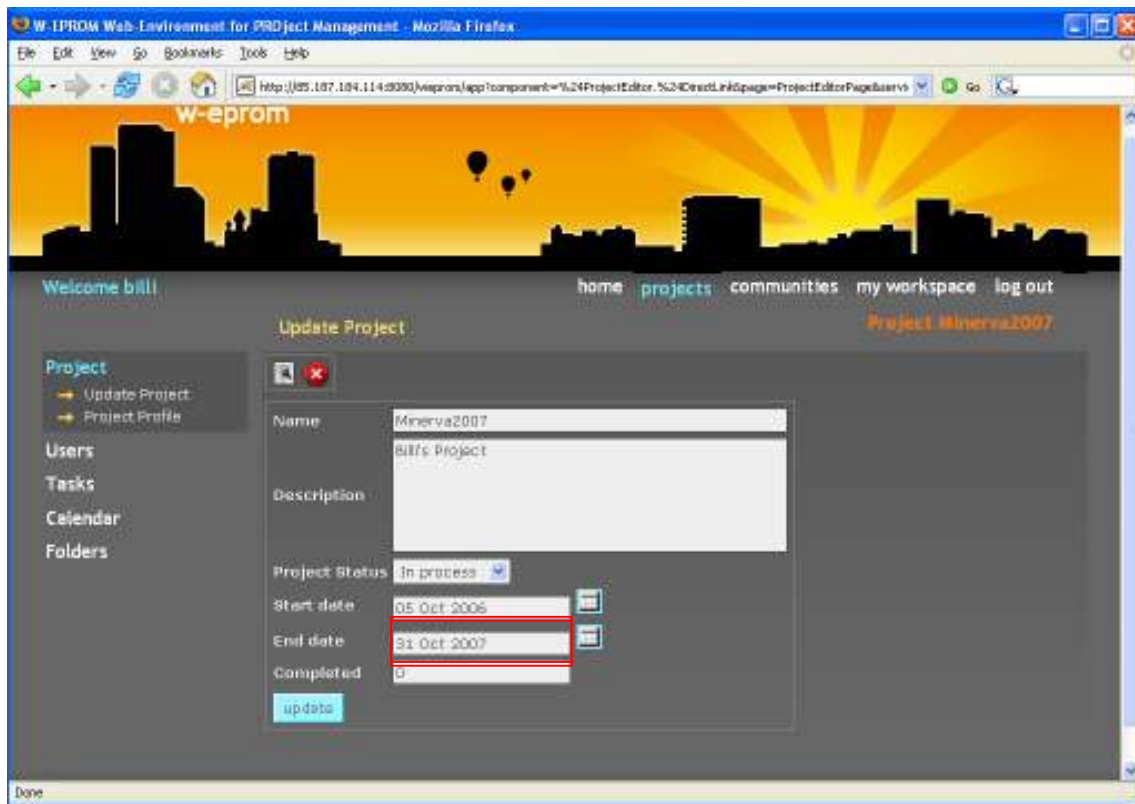 W-EPROM Web-Environment for PROject Management - Mozilla Firefox
File Edit View Go Bookmarks Tools Help
Go
w-eprom
Welcome billi
home projects communities my workspace log out
Update Project
Project Minerva2007
Project
Update Project
Project Profile
Users
Tasks
Calendar
Folders
Name Minerva2007
Description Billi's Project
Project Status In process
Start date 05 Oct 2006
End date 31 Oct 2007
Completed 0
update
Done